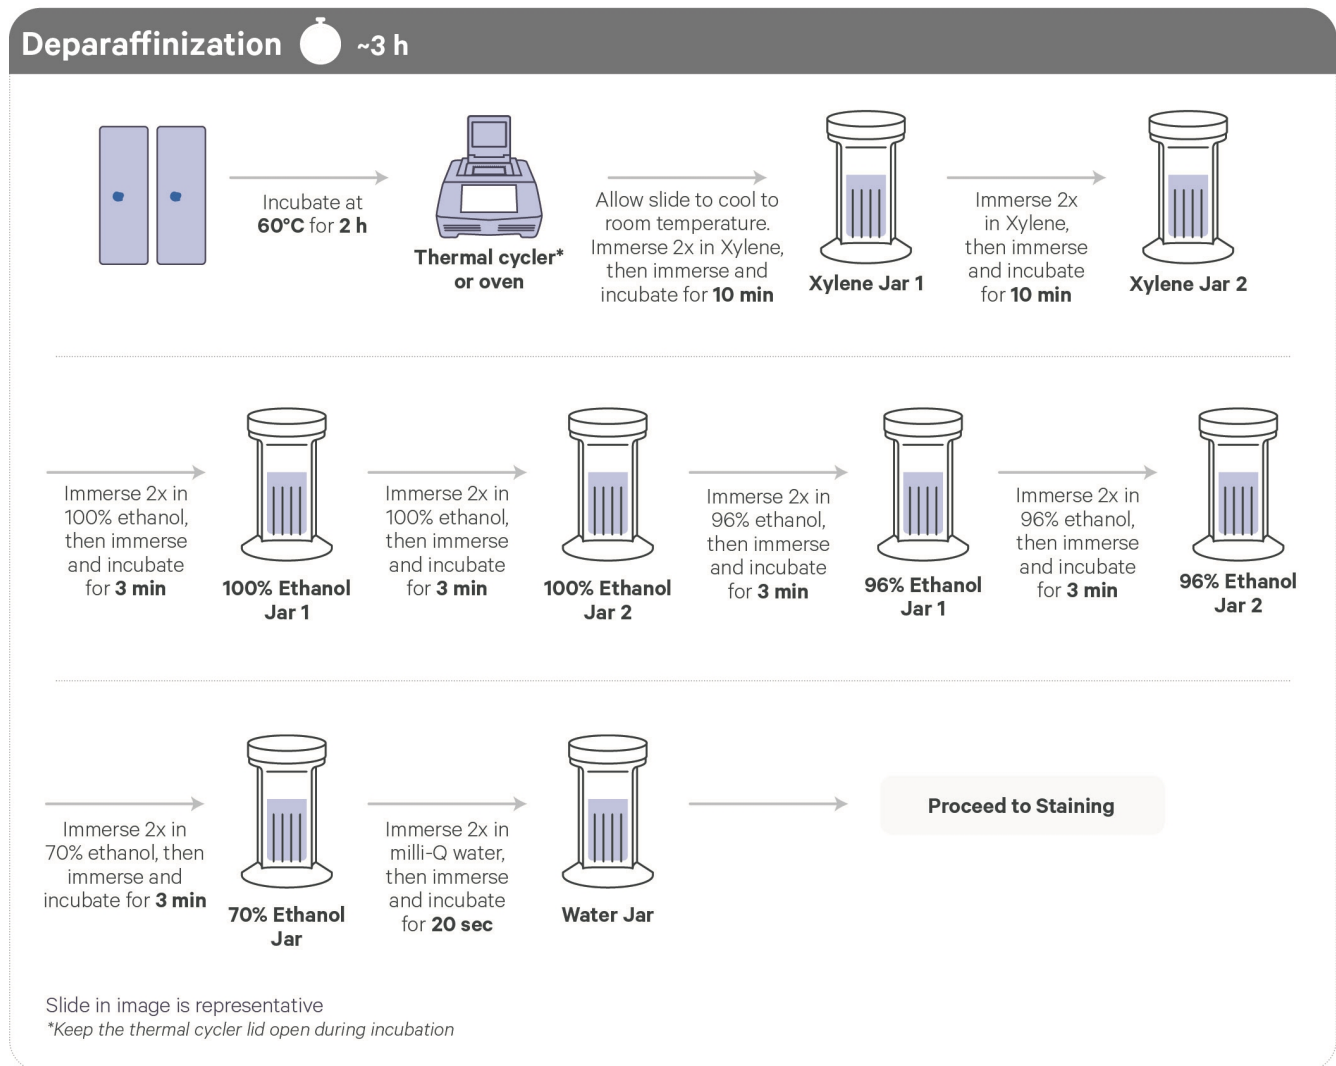 Deparaffinization ~3 h
Incubate at
60°C for 2 h
Thermal cycler*
or oven
Allow slide to cool to
room temperature.
Immerse 2x in Xylene,
then immerse and
incubate for 10 min
Xylene Jar 1
Immerse 2x
in Xylene,
then immerse
and incubate
for 10 min
Xylene Jar 2
Immerse 2x in
100% ethanol,
then immerse
and incubate
for 3 min
100% Ethanol
Jar 1
Immerse 2x in
100% ethanol,
then immerse
and incubate
for 3 min
100% Ethanol
Jar 2
Immerse 2x in
96% ethanol,
then immerse
and incubate
for 3 min
96% Ethanol
Jar 1
Immerse 2x in
96% ethanol,
then immerse
and incubate
for 3 min
96% Ethanol
Jar 2
Immerse 2x in
70% ethanol, then
immerse and
incubate for 3 min
70% Ethanol
Jar
Immerse 2x in
milli-Q water,
then immerse
and incubate
for 20 sec
Water Jar
Proceed to Staining
Slide in image is representative
*Keep the thermal cycler lid open during incubation